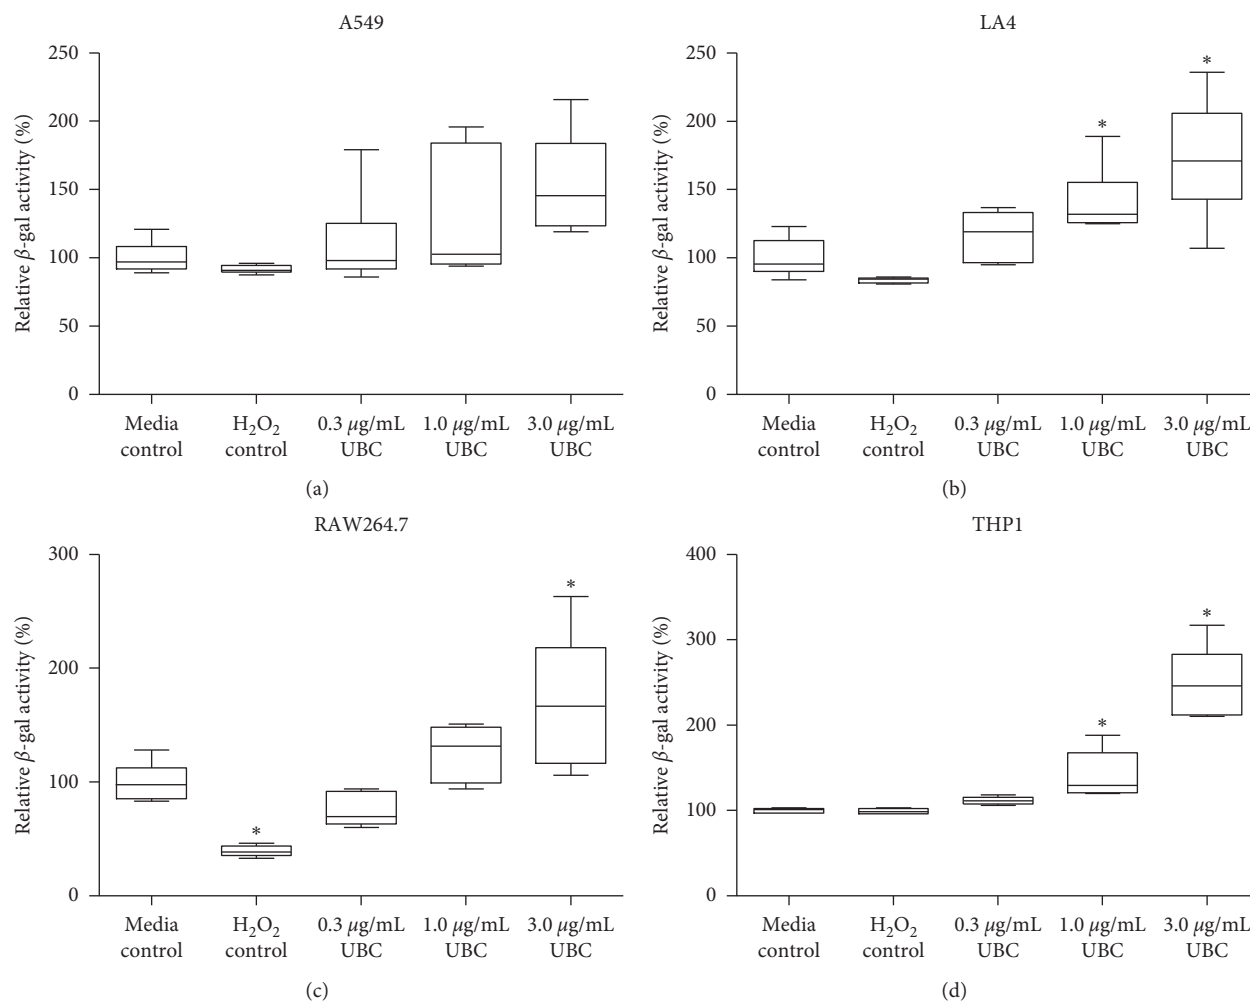 A549
Relative β-gal activity (%)
250
200
150
100
50
0
Media control
H₂O₂ control
0.3 µg/mL UBC
1.0 µg/mL UBC
3.0 µg/mL UBC
(a)
LA4
Relative β-gal activity (%)
250
200
150
100
50
0
*
*
Media control
H₂O₂ control
0.3 µg/mL UBC
1.0 µg/mL UBC
3.0 µg/mL UBC
(b)
RAW264.7
Relative β-gal activity (%)
300
200
100
0
*
*
Media control
H₂O₂ control
0.3 µg/mL UBC
1.0 µg/mL UBC
3.0 µg/mL UBC
(c)
THP1
Relative β-gal activity (%)
400
300
200
100
0
*
*
Media control
H₂O₂ control
0.3 µg/mL UBC
1.0 µg/mL UBC
3.0 µg/mL UBC
(d)